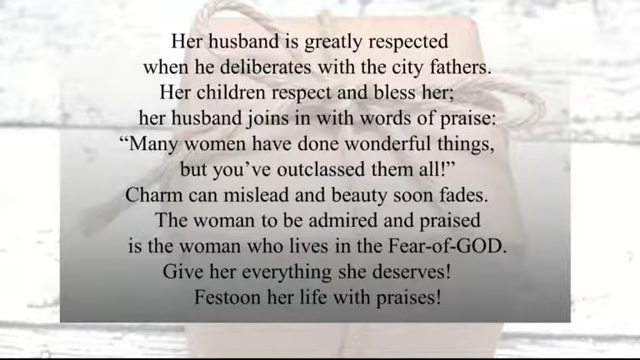 Her husband is greatly respected
when he deliberates with the city fathers.
Her children respect and bless her;
her husband joins in with words of praise:
“Many women have done wonderful things,
but you’ve outclassed them all!”
Charm can mislead and beauty soon fades.
The woman to be admired and praised
is the woman who lives in the Fear-of-GOD.
Give her everything she deserves!
Festoon her life with praises!